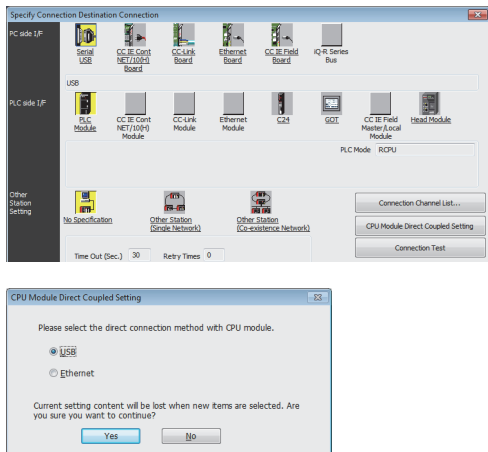 Specify Connection Destination Connection
PC side I/F
Serial USB
CC IE Cont NET/10(H) Board
CC-Link Board
Ethernet Board
CC IE Field Board
iQ-R Series Bus
USB
PLC side I/F
PLC Module
CC IE Cont NET/10(H) Module
CC-Link Module
Ethernet Module
C24
GOT
CC IE Field Master/Local Module
Head Module
PLC Mode RCPU
Other Station Setting
No Specification
Other Station (Single Network)
Other Station (Co-existence Network)
Time Out (Sec.) 30 Retry Times 0
Connection Channel List...
CPU Module Direct Coupled Setting
Connection Test
CPU Module Direct Coupled Setting
Please select the direct connection method with CPU module.
USB
Ethernet
Current setting content will be lost when new items are selected. Are
you sure you want to continue?
Yes No